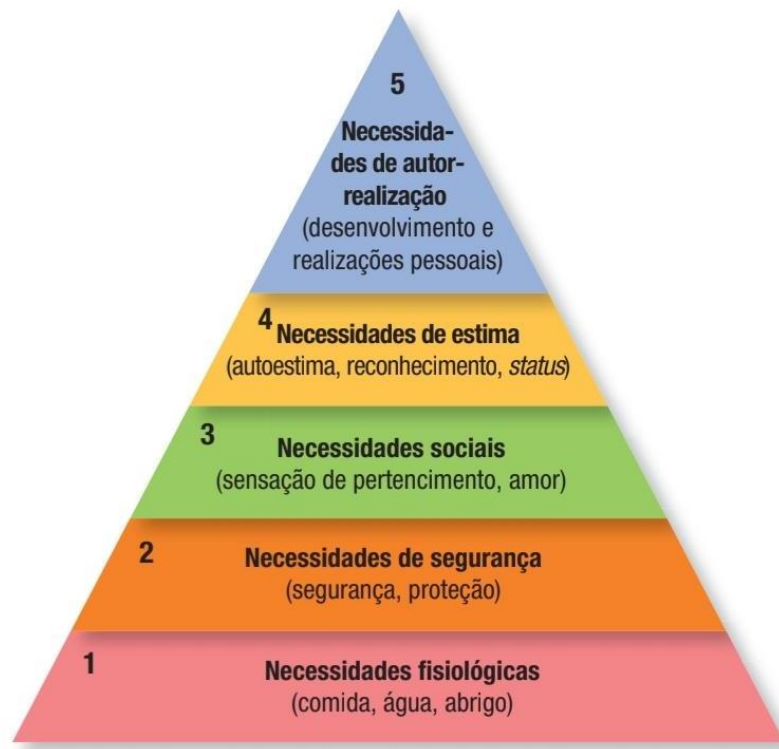 5
Necessida-
des de autor-
realização
(desenvolvimento e
realizações pessoais)
4 Necessidades de estima
(autoestima, reconhecimento, status)
3 Necessidades sociais
(sensação de pertencimento, amor)
2 Necessidades de segurança
(segurança, proteção)
1 Necessidades fisiológicas
(comida, água, abrigo)